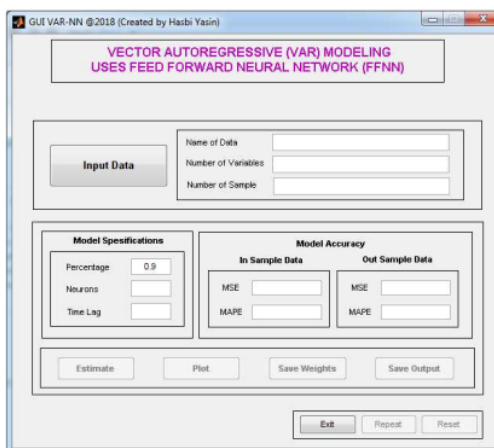 GUI VAR-NN @2018 (Created by Hasbi Yasin)
VECTOR AUTOREGRESSIVE (VAR) MODELING
USES FEED FORWARD NEURAL NETWORK (FFNN)
Input Data
Name of Data
Number of Variables
Number of Sample
Model Spesifications
Percentage 0.9
Neurons
Time Lag
Model Accuracy
In Sample Data
MSE
MAPE
Out Sample Data
MSE
MAPE
Estimate Plot Save Weights Save Output
Exit Repeat Reset